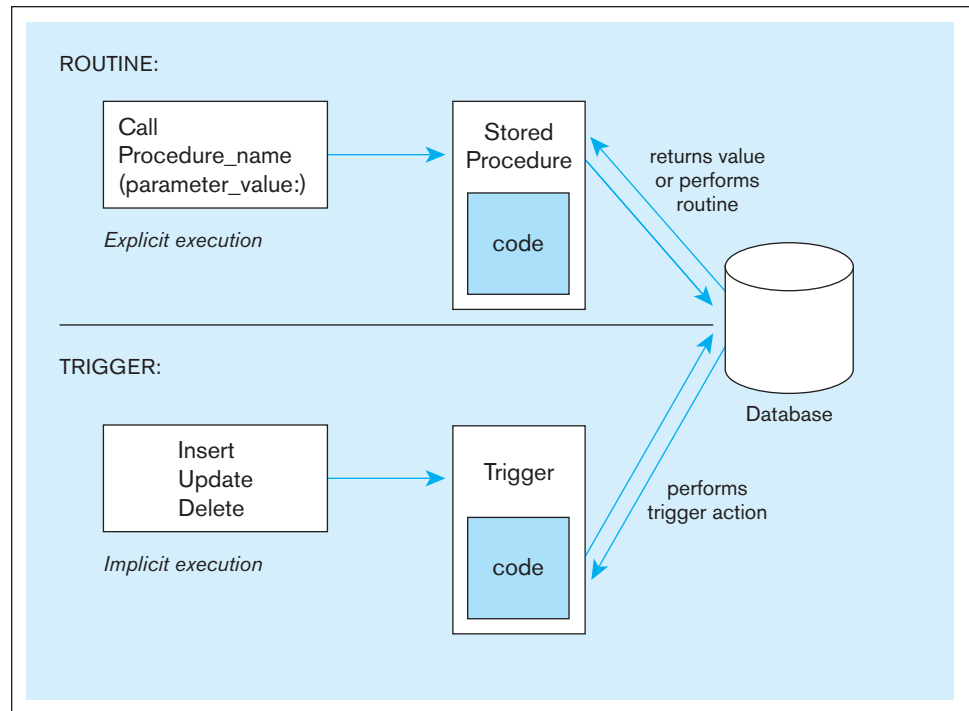 ROUTINE:
Call
Procedure_name
(parameter_value:)
Explicit execution
Stored
Procedure
code
returns value
or performs
routine
Database
TRIGGER:
Insert
Update
Delete
Implicit execution
Trigger
code
performs
trigger action